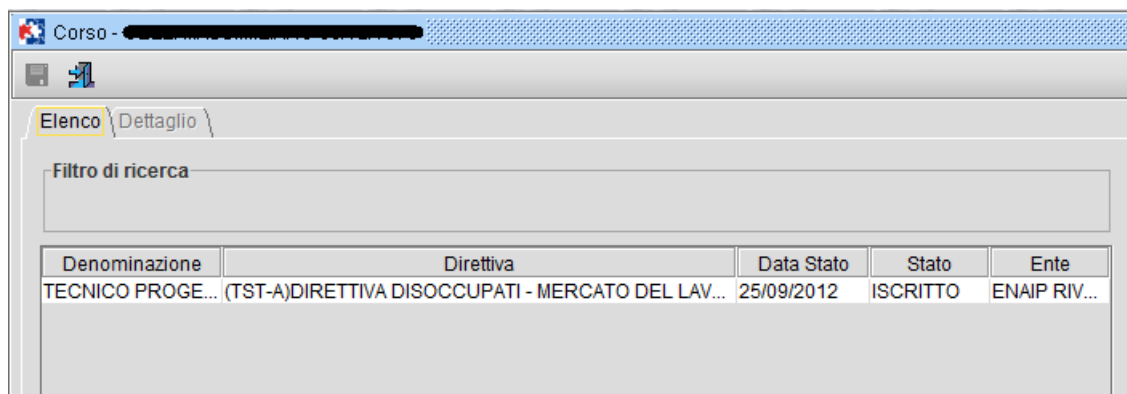 Corso -
Elenco Dettaglio
Filtro di ricerca
Denominazione Direttiva Data Stato Stato Ente
TECNICO PROGE... (TST-A)DIRETTIVA DISOCCUPATI - MERCATO DEL LAV... 25/09/2012 ISCRITTO ENAIP RIV...